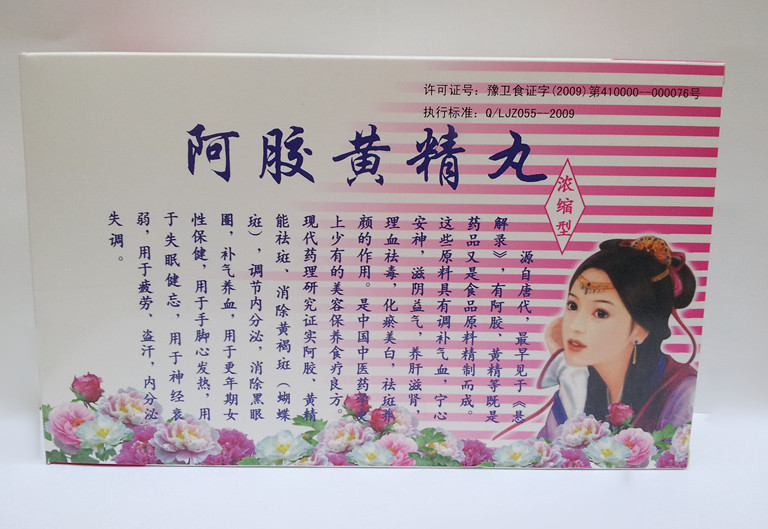 许可证号：豫卫食证字(2009)第410000--000076号
执行标准：Q/LJZ055--2009
阿胶黄精丸
浓缩型
源自唐代，最早见于《悬
解录》，有阿胶、黄精等既是
药品又是食品原料精制而成。
这些原料具有调补气血，宁心
安神，滋阴益气，养肝滋肾，
理血祛毒，化瘀美白，祛斑养
颜的作用。是中国中医药
上少有的美容保养食疗良方。
现代药理研究证实阿胶、黄精
能祛斑、消除黄褐斑（蝴蝶
斑），调节内分泌，消除黑眼
圈，补气养血，用于更年期女
性保健，用于手脚心发热，用
于失眠健忘，用于神经衰
弱，用于疲劳、盗汗，内分泌
失调。